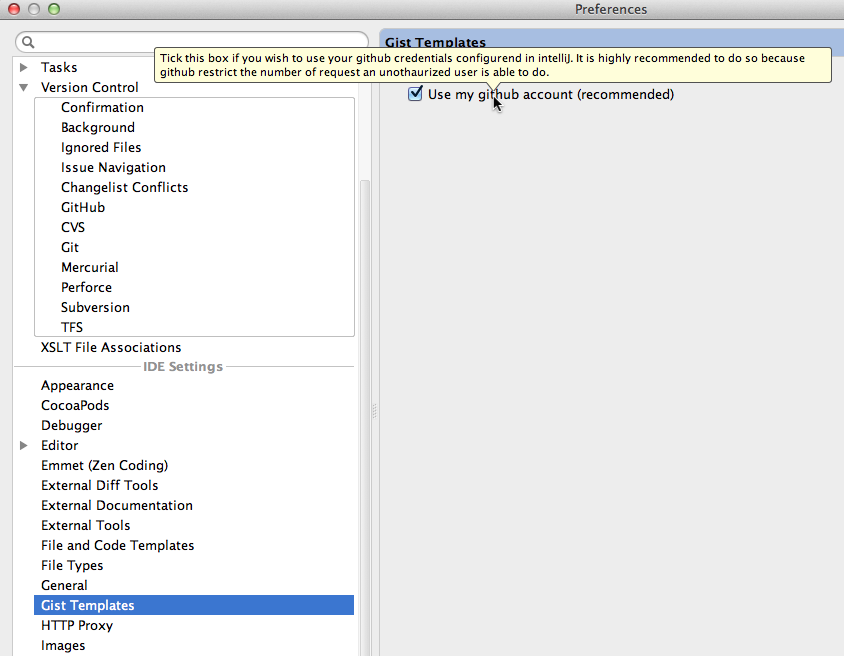 Preferences
Gist Templates
Tick this box if you wish to use your github credentials configurend in intelliJ. It is highly recommended to do so because
github restrict the number of request an unothaurized user is able to do.
Use my github account (recommended)
Tasks
Version Control
Confirmation
Background
Ignored Files
Issue Navigation
Changelist Conflicts
GitHub
CVS
Git
Mercurial
Perforce
Subversion
TFS
XSLT File Associations
IDE Settings
Appearance
CocoaPods
Debugger
Editor
Emmet (Zen Coding)
External Diff Tools
External Documentation
External Tools
File and Code Templates
File Types
General
Gist Templates
HTTP Proxy
Images